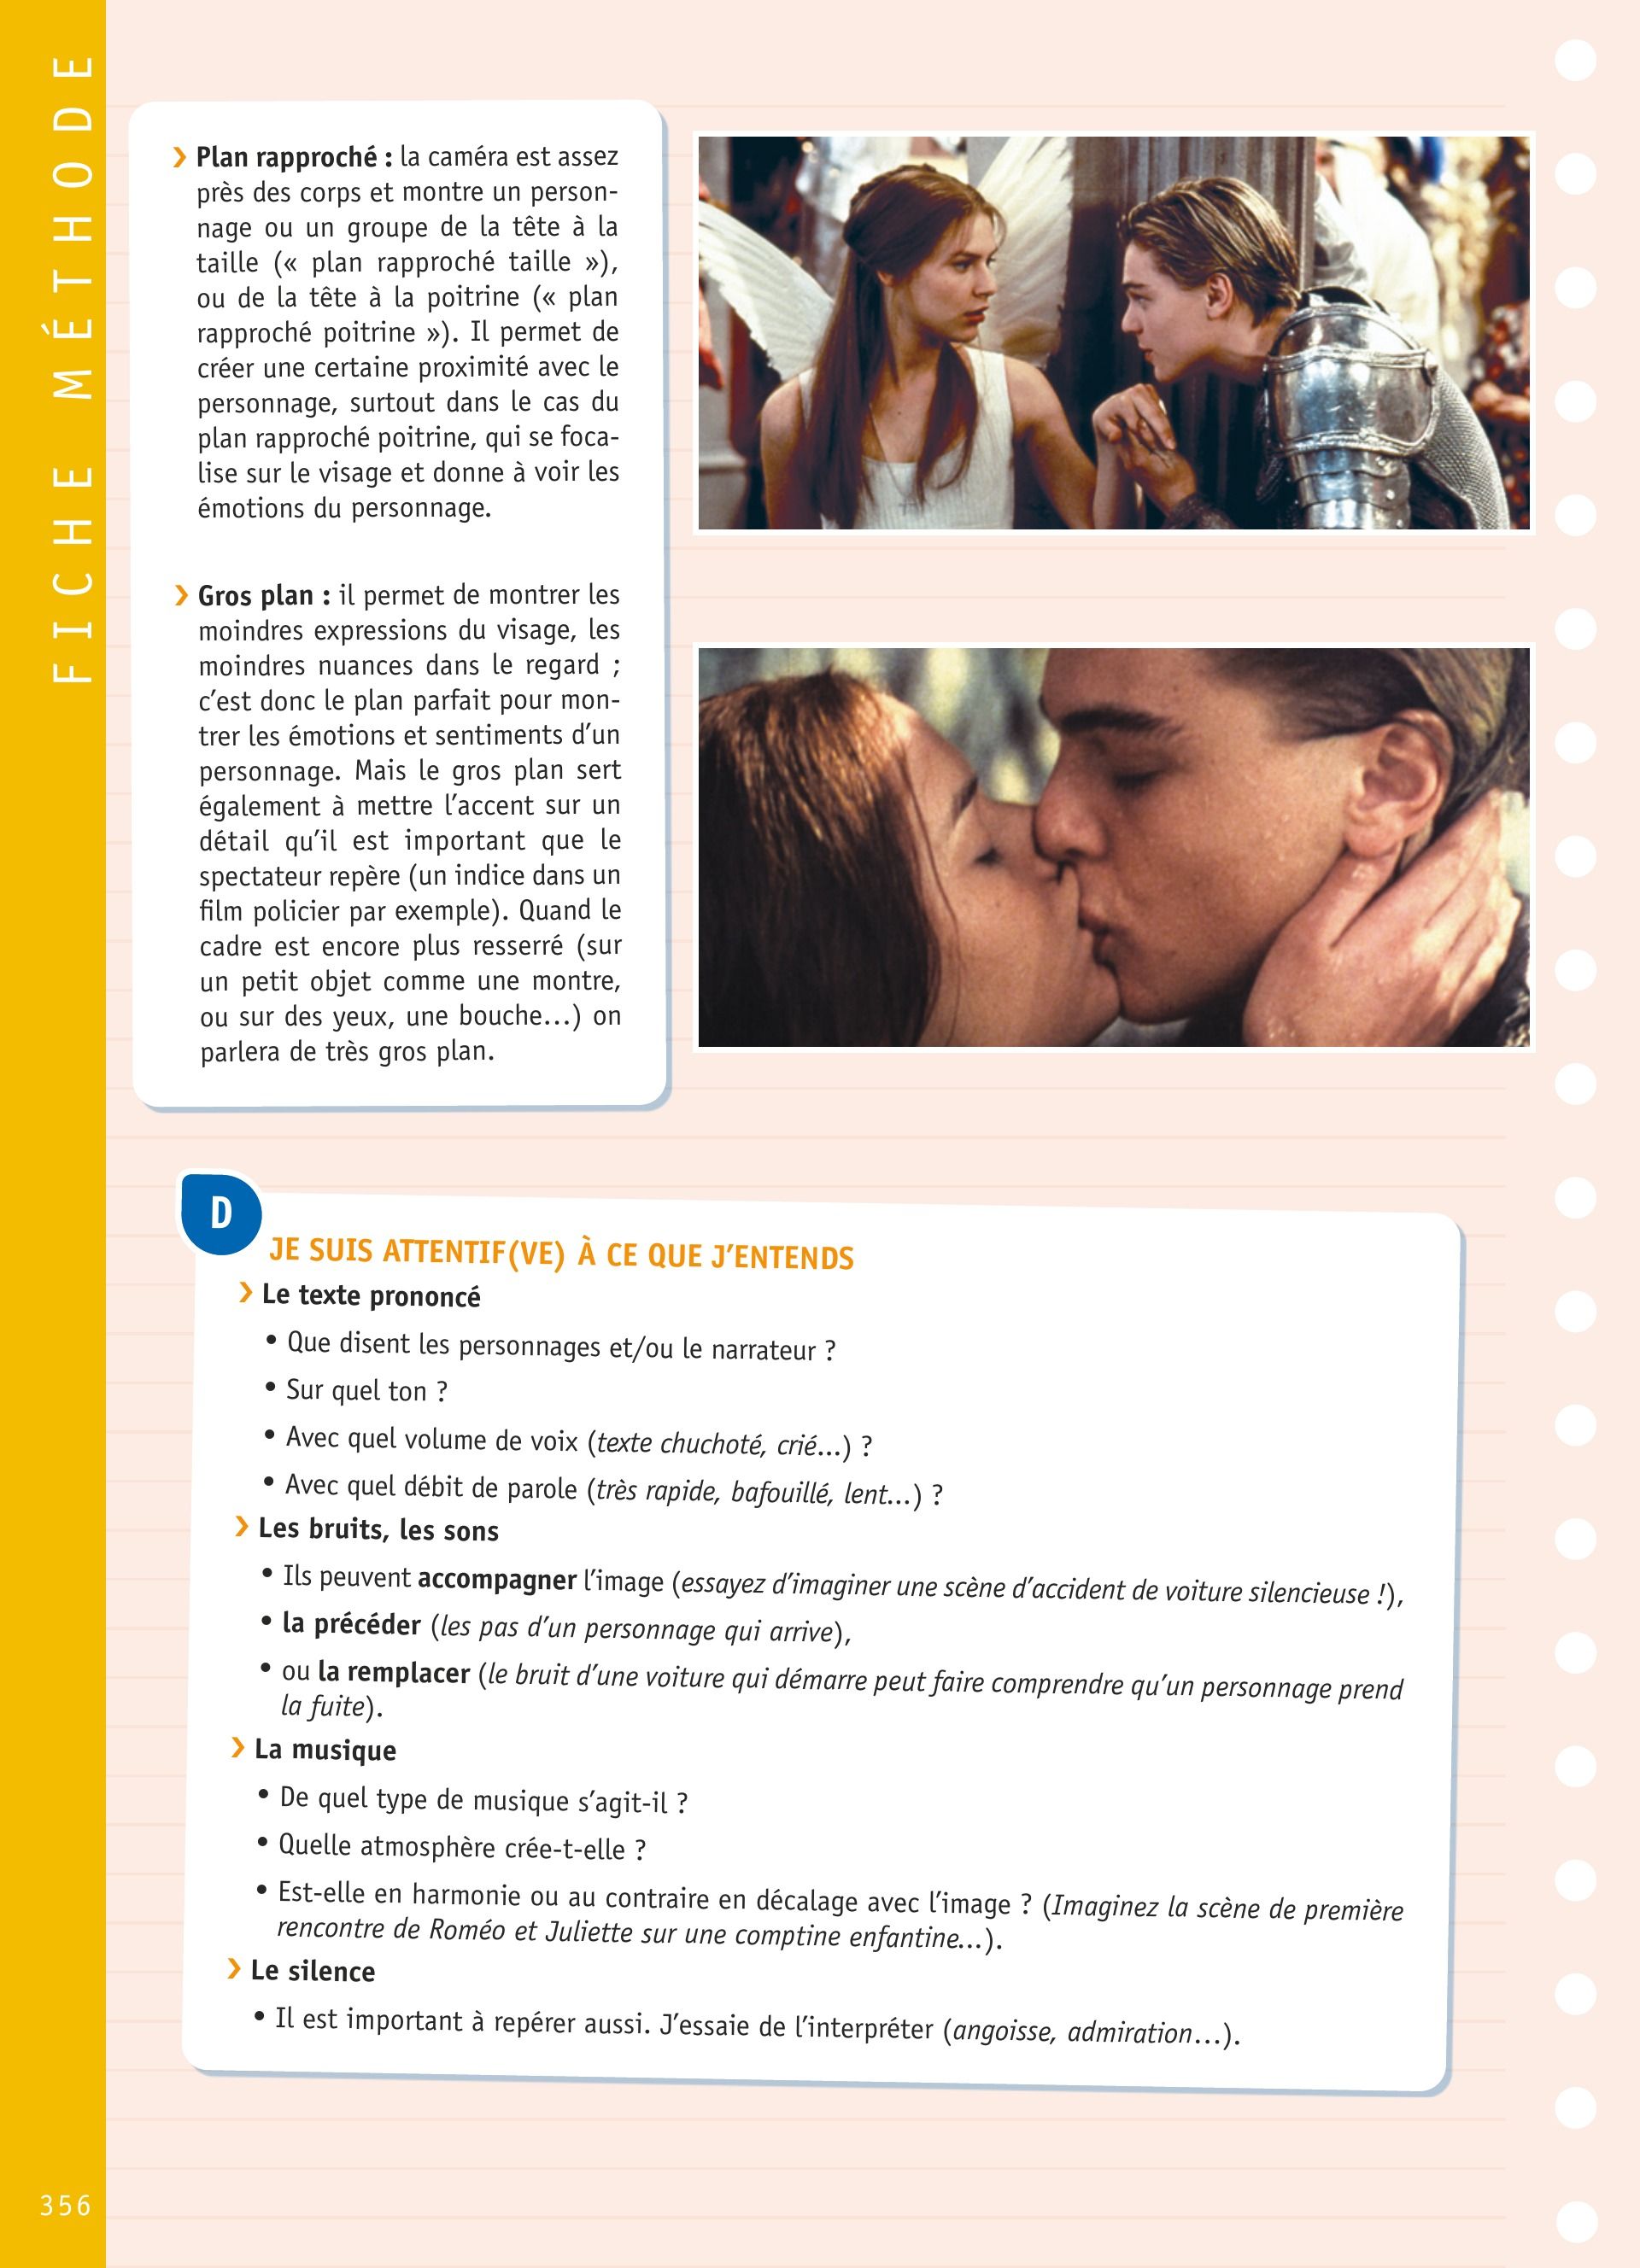 FICHE MÉTHODE
› Plan rapproché : la caméra est assez
près des corps et montre un person-
nage ou un groupe de la tête à la
taille (« plan rapproché taille »),
ou de la tête à la poitrine (« plan
rapproché poitrine »). Il permet de
créer une certaine proximité avec le
personnage, surtout dans le cas du
plan rapproché poitrine, qui se foca-
lise sur le visage et donne à voir les
émotions du personnage.
› Gros plan : il permet de montrer les
moindres expressions du visage, les
moindres nuances dans le regard ;
c’est donc le plan parfait pour mon-
trer les émotions et sentiments d’un
personnage. Mais le gros plan sert
également à mettre l’accent sur un
détail qu’il est important que le
spectateur repère (un indice dans un
film policier par exemple). Quand le
cadre est encore plus resserré (sur
un petit objet comme une montre,
ou sur des yeux, une bouche…) on
parlera de très gros plan.
D
JE SUIS ATTENTIF(VE) À CE QUE J’ENTENDS
› Le texte prononcé
• Que disent les personnages et/ou le narrateur ?
• Sur quel ton ?
• Avec quel volume de voix (texte chuchoté, crié…) ?
• Avec quel débit de parole (très rapide, bafouillé, lent…) ?
› Les bruits, les sons
• Ils peuvent accompagner l’image (essayez d’imaginer une scène d’accident de voiture silencieuse !),
• la précéder (les pas d’un personnage qui arrive),
• ou la remplacer (le bruit d’une voiture qui démarre peut faire comprendre qu’un personnage prend
la fuite).
› La musique
• De quel type de musique s’agit-il ?
• Quelle atmosphère crée-t-elle ?
• Est-elle en harmonie ou au contraire en décalage avec l’image ? (Imaginez la scène de première
rencontre de Roméo et Juliette sur une comptine enfantine…).
› Le silence
• Il est important à repérer aussi. J’essaie de l’interpréter (angoisse, admiration…).
356